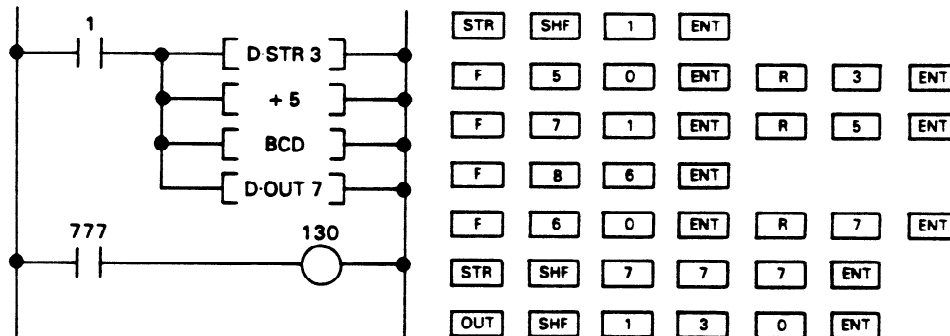 1
D·STR 3
+ 5
BCD
D·OUT 7
777 130
STR SHF 1 ENT
F 5 0 ENT R 3 ENT
F 7 1 ENT R 5 ENT
F 8 6 ENT
F 6 0 ENT R 7 ENT
STR SHF 7 7 7 ENT
OUT SHF 1 3 0 ENT